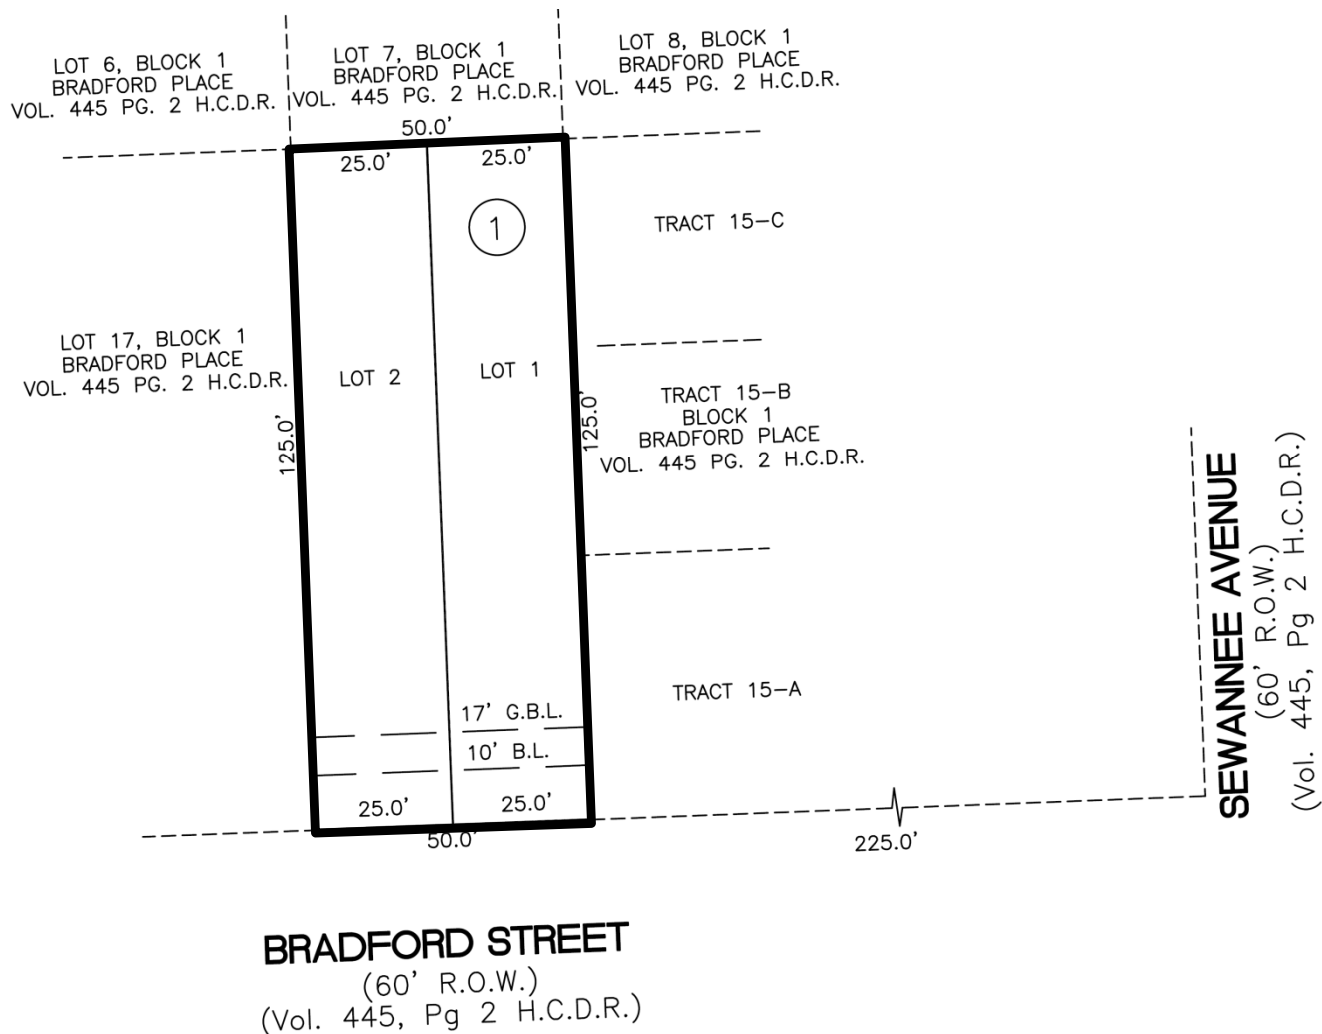 LOT 6, BLOCK 1
BRADFORD PLACE
VOL. 445 PG. 2 H.C.D.R.
LOT 7, BLOCK 1
BRADFORD PLACE
VOL. 445 PG. 2 H.C.D.R.
LOT 8, BLOCK 1
BRADFORD PLACE
VOL. 445 PG. 2 H.C.D.R.
50.0'
25.0'
25.0'
1
TRACT 15-C
LOT 17, BLOCK 1
BRADFORD PLACE
VOL. 445 PG. 2 H.C.D.R.
LOT 2
LOT 1
125.0'
125.0'
TRACT 15-B
BLOCK 1
BRADFORD PLACE
VOL. 445 PG. 2 H.C.D.R.
SEWANNEE AVENUE
(60' R.O.W.)
(Vol. 445, Pg 2 H.C.D.R.)
TRACT 15-A
17' G.B.L.
10' B.L.
25.0'
25.0'
50.0'
225.0'
BRADFORD STREET
(60' R.O.W.)
(Vol. 445, Pg 2 H.C.D.R.)